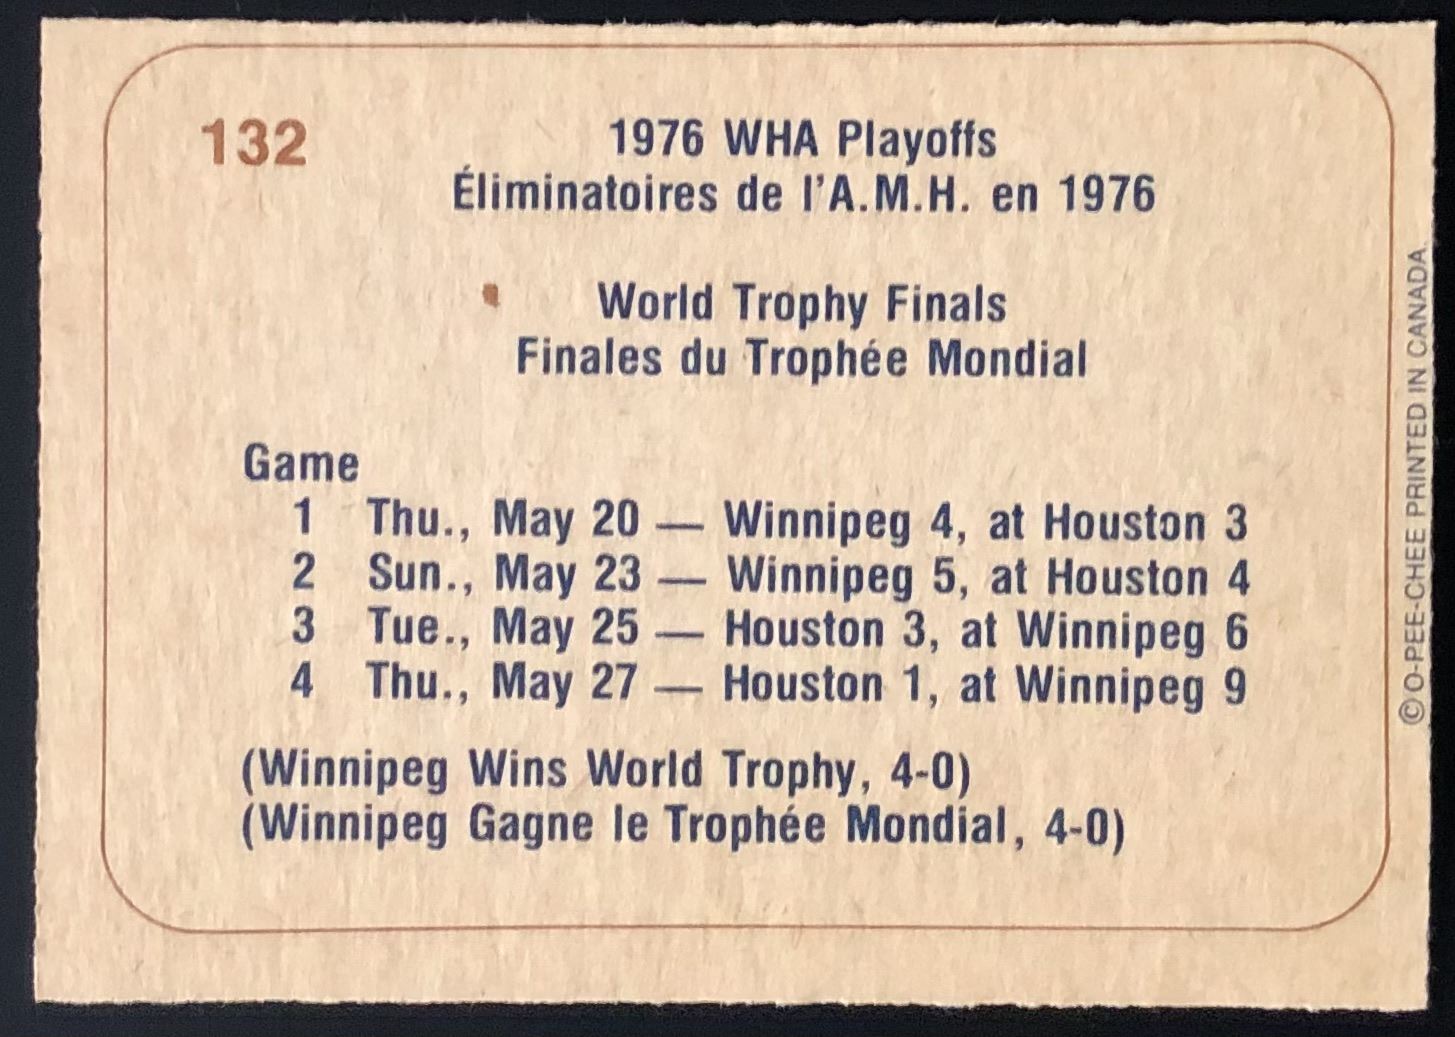 132
1976 WHA Playoffs
Éliminatoires de l'A.M.H. en 1976
World Trophy Finals
Finales du Trophée Mondial
Game
1 Thu., May 20 — Winnipeg 4, at Houston 3
2 Sun., May 23 — Winnipeg 5, at Houston 4
3 Tue., May 25 — Houston 3, at Winnipeg 6
4 Thu., May 27 — Houston 1, at Winnipeg 9
(Winnipeg Wins World Trophy, 4-0)
(Winnipeg Gagne le Trophée Mondial, 4-0)
© O-PEE-CHEE PRINTED IN CANADA.